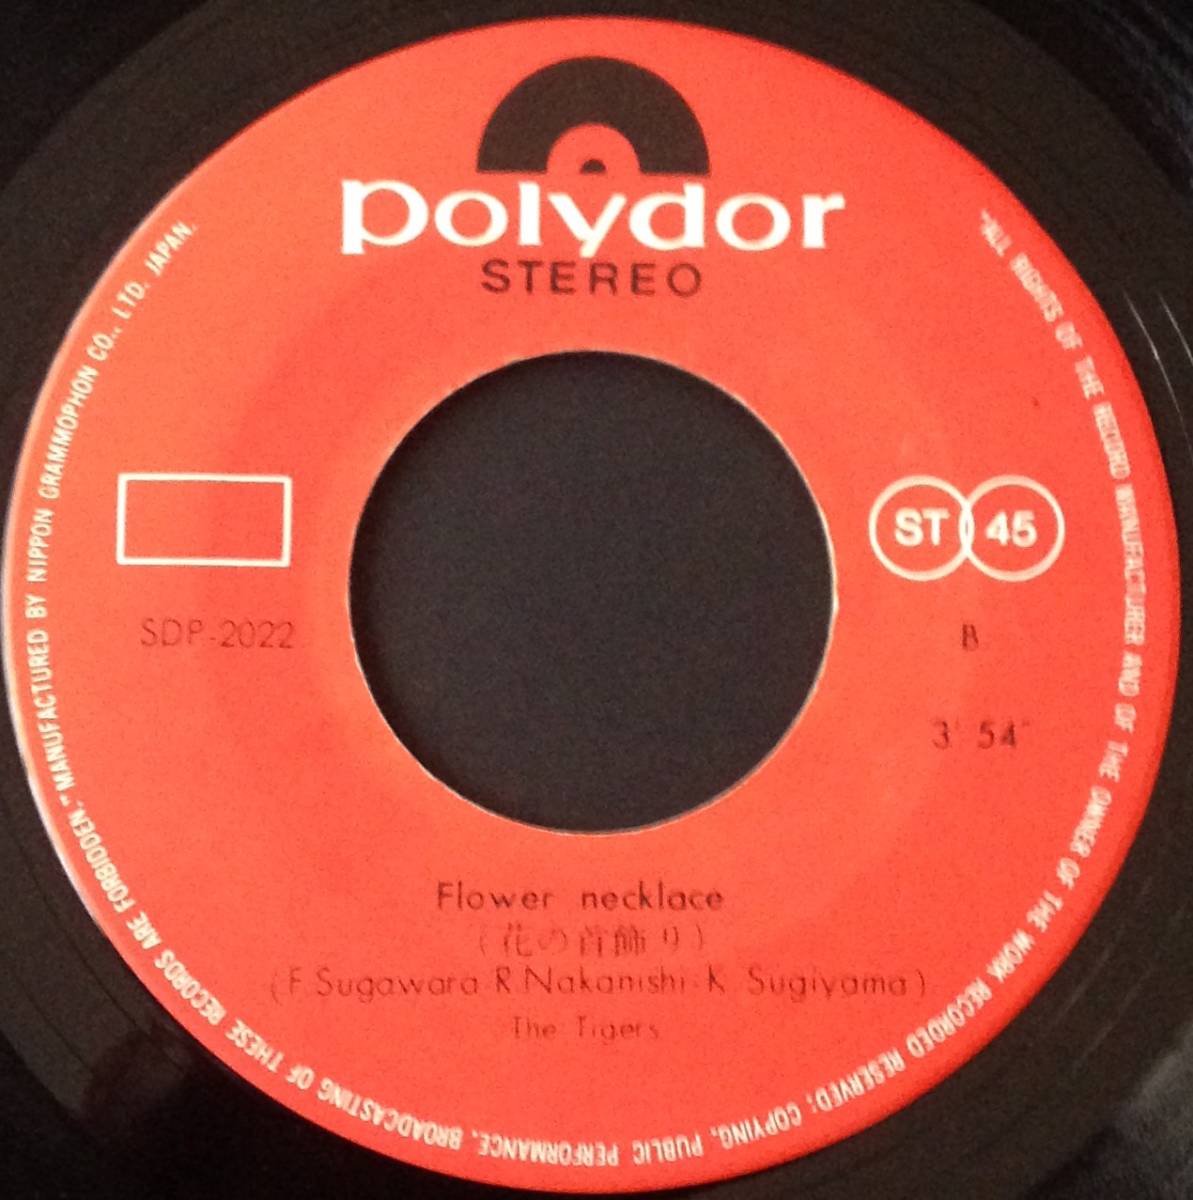 polydor
STEREO
ST 45
SDP-2022
B
3' 54"
Flower necklace
(花の首飾り)
(F. Sugawara-R. Nakanishi-K. Sugiyama)
The Tigers
"ALL RIGHTS OF THE RECORD MANUFACTURER AND OF THE OWNER OF THE WORK RECORDED RESERVED; COPYING, PUBLIC PERFORMANCE, BROADCASTING OF THESE RECORDS ARE FORBIDDEN." MANUFACTURED BY NIPPON GRAMMOPHON CO., LTD. JAPAN.